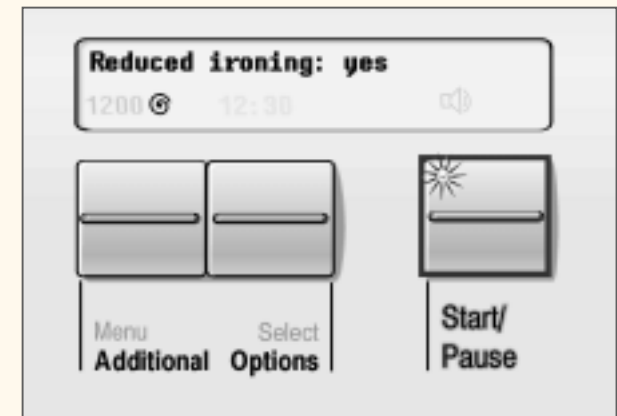 Reduced ironing: yes
1200 12:30
Menu Select
Additional Options
Start/
Pause